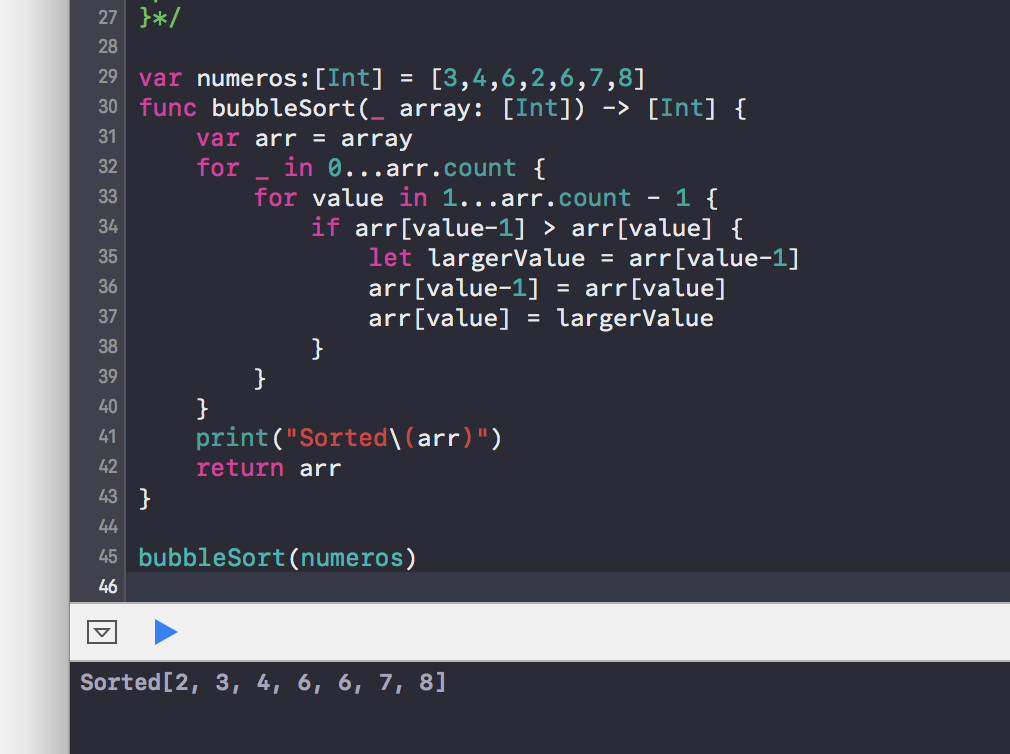 27 }*/
28
29 var numeros:[Int] = [3,4,6,2,6,7,8]
30 func bubbleSort(_ array: [Int]) -> [Int] {
31     var arr = array
32     for _ in 0...arr.count {
33         for value in 1...arr.count - 1 {
34             if arr[value-1] > arr[value] {
35                 let largerValue = arr[value-1]
36                 arr[value-1] = arr[value]
37                 arr[value] = largerValue
38             }
39         }
40     }
41     print("Sorted\(arr)")
42     return arr
43 }
44
45 bubbleSort(numeros)
46
Sorted[2, 3, 4, 6, 6, 7, 8]